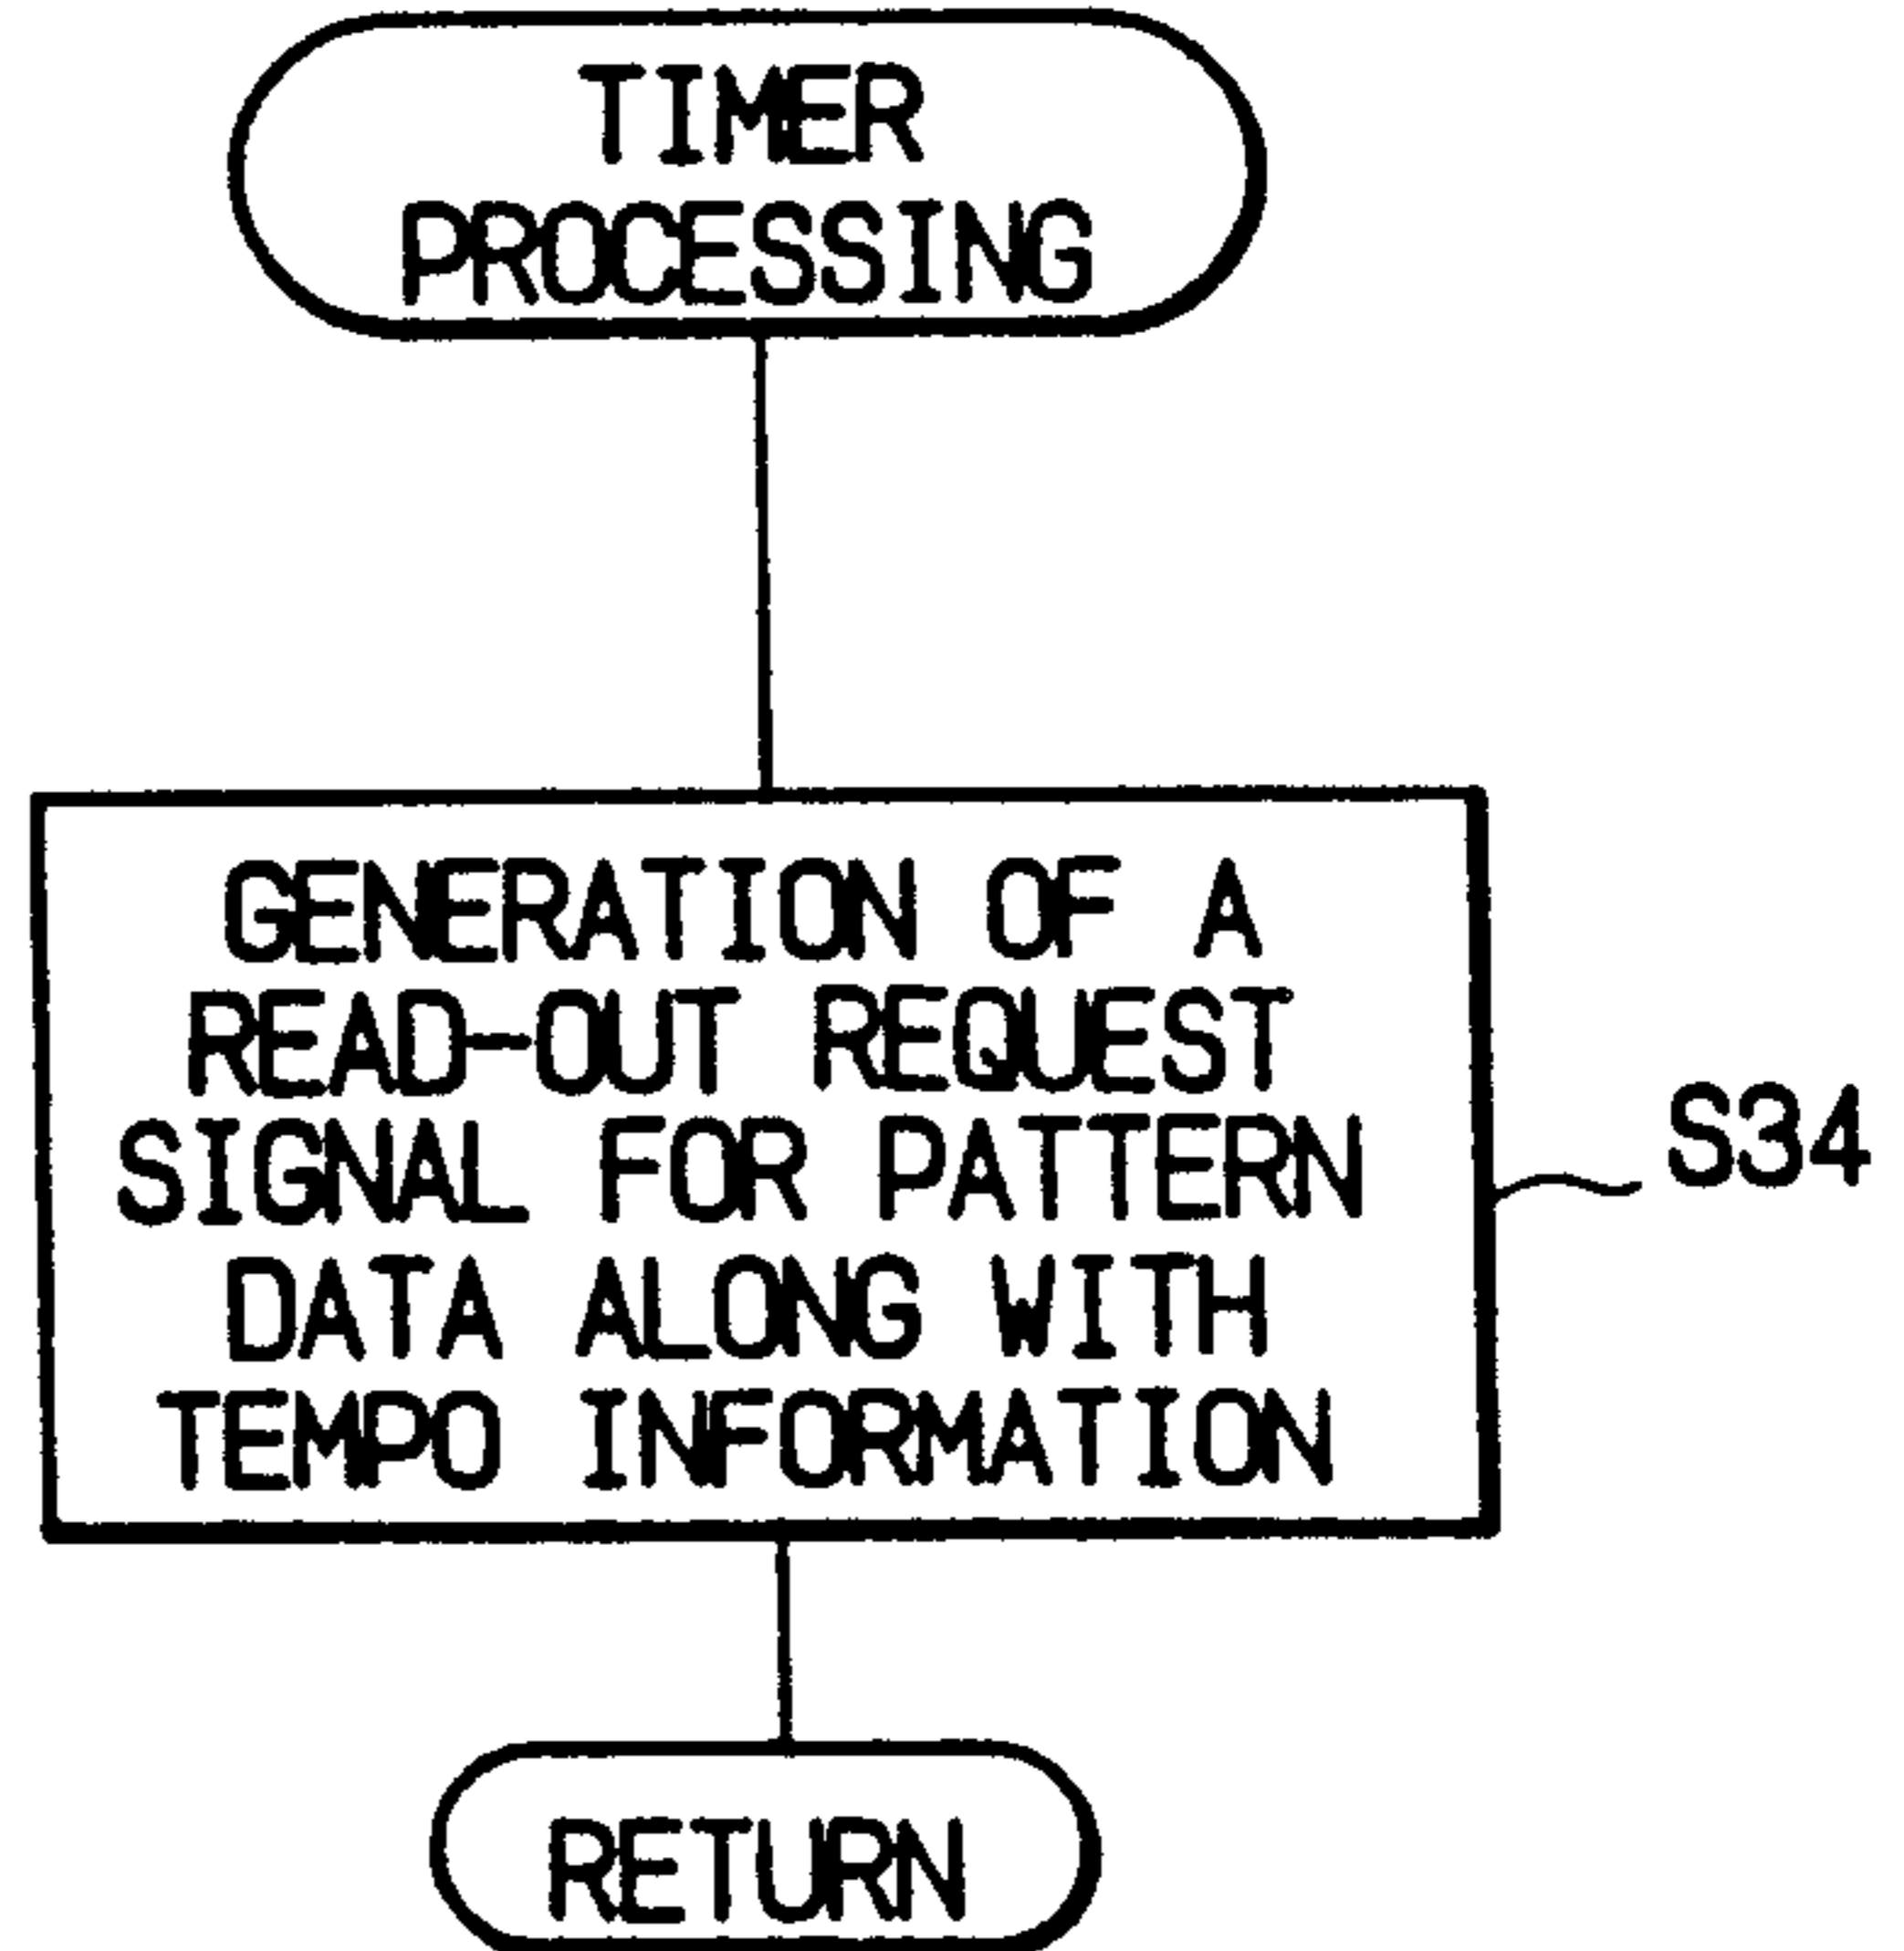 TIMER
PROCESSING
GENERATION OF A
READ-OUT REQUEST
SIGNAL FOR PATTERN
DATA ALONG WITH
TEMPO INFORMATION
S34
RETURN